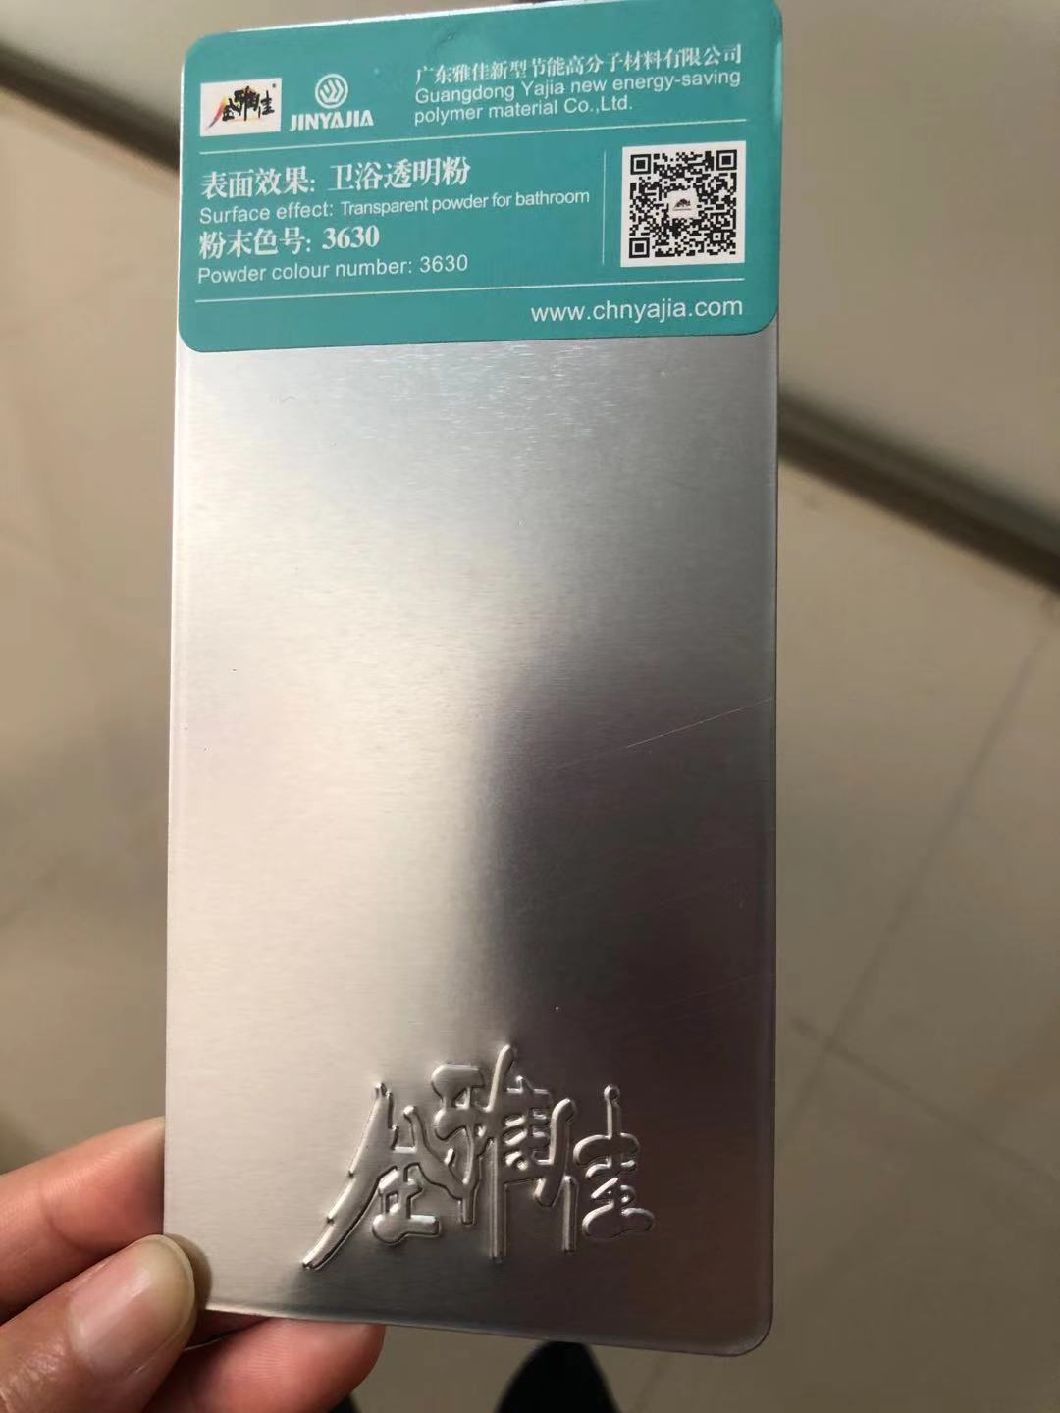 金雅佳
JINYAJIA
广东雅佳新型节能高分子材料有限公司
Guangdong Yajia new energy-saving
polymer material Co.,Ltd.
表面效果: 卫浴透明粉
Surface effect: Transparent powder for bathroom
粉末色号: 3630
Powder colour number: 3630
www.chnyajia.com
金雅佳